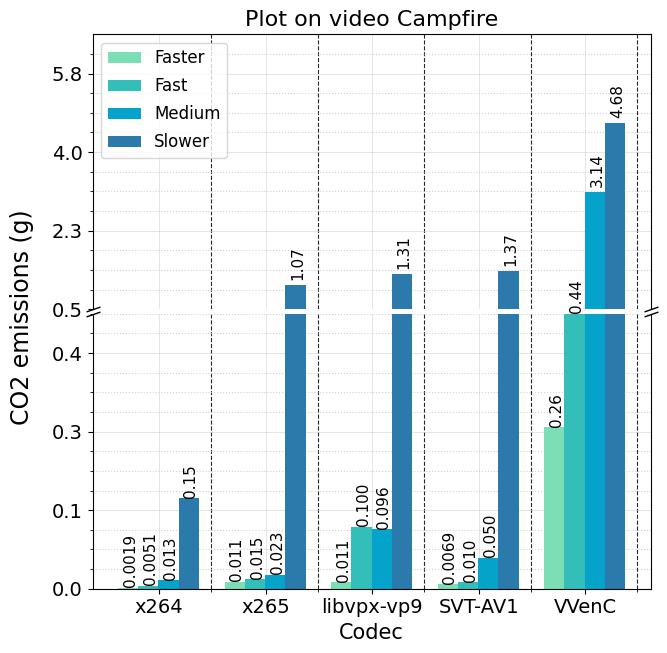 Plot on video Campfire
Faster
Fast
Medium
Slower
CO2 emissions (g)
5.8
4.0
2.3
0.5
0.4
0.3
0.1
0.0
0.0019
0.0051
0.013
0.15
0.011
0.015
0.023
1.07
0.011
0.100
0.096
1.31
0.0069
0.010
0.050
1.37
0.26
0.44
3.14
4.68
x264
x265
libvpx-vp9
SVT-AV1
VVenC
Codec